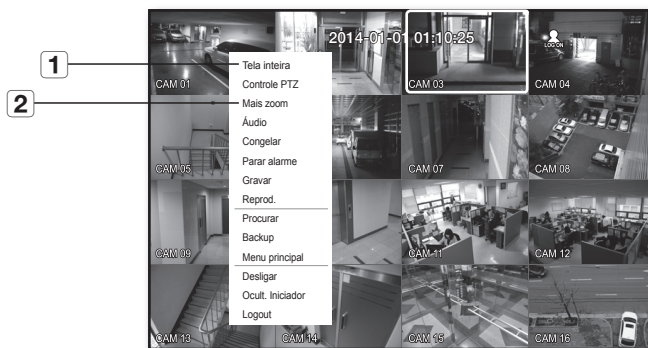 2014-01-01 01:10:25
LOG ON
1
Tela inteira
CAM 01
CAM 03
CAM 04
Controle PTZ
2
Mais zoom
Áudio
Congelar
Parar alarme
CAM 05
CAM 07
CAM 08
Gravar
Reprod.
Procurar
Backup
CAM 09
CAM 11
CAM 12
Menu principal
Desligar
Ocult. Iniciador
Logout
CAM 13
CAM 14
CAM 15
CAM 16